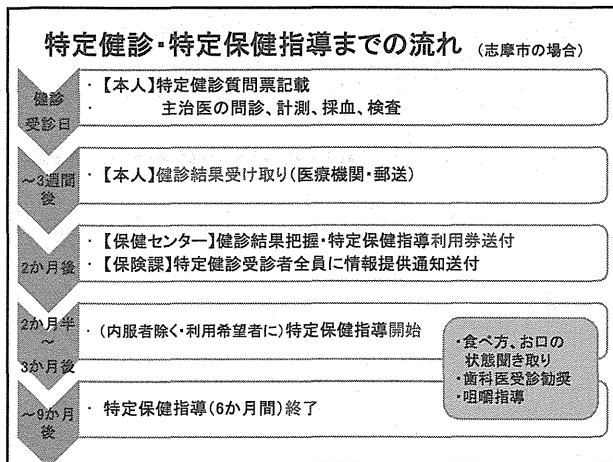 特定健診・特定保健指導までの流れ （志摩市の場合）
健診
受診日
・【本人】特定健診質問票記載
・ 主治医の問診、計測、採血、検査
～3週間
後
・【本人】健診結果受け取り（医療機関・郵送）
2か月後
・【保健センター】健診結果把握・特定保健指導利用券送付
・【保険課】特定健診受診者全員に情報提供通知送付
2か月半
～
3か月後
・（内服者除く・利用希望者に）特定保健指導開始
・食べ方、お口の
状態聞き取り
・歯科医受診勧奨
・咀嚼指導
～9か月
後
・特定保健指導（6か月間）終了